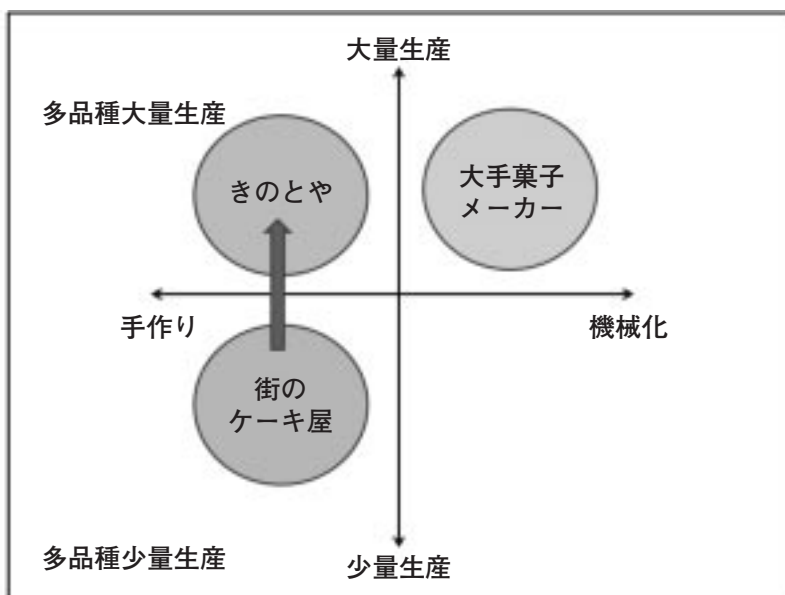 大量生産
多品種大量生産
きのとや
大手菓子
メーカー
手作り
機械化
街の
ケーキ屋
多品種少量生産
少量生産